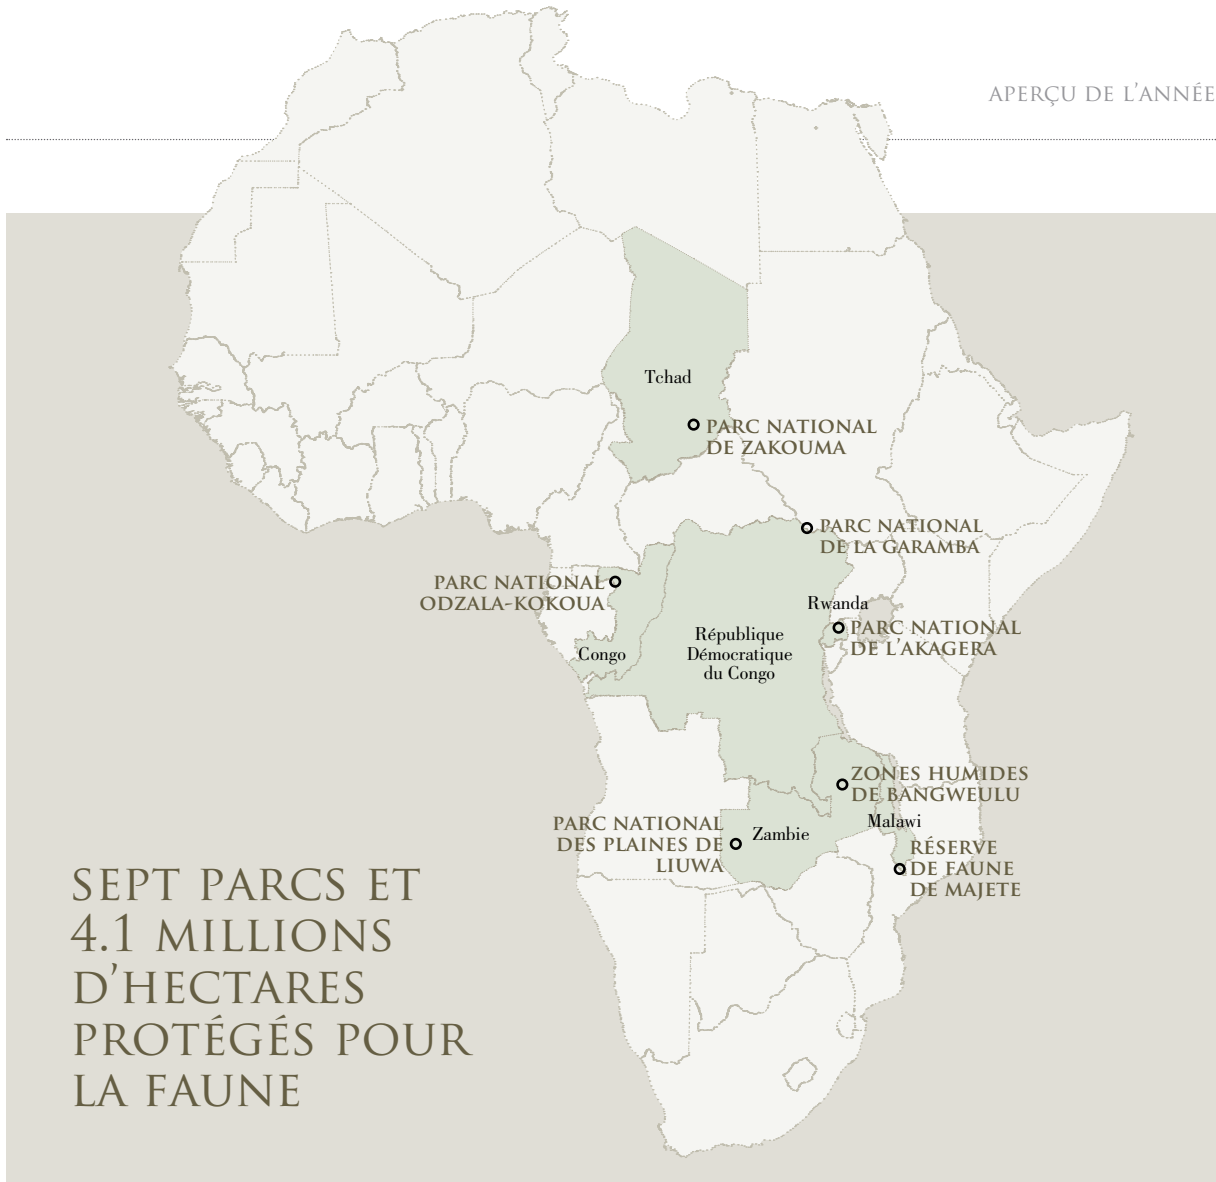 APERÇU DE L'ANNÉE
Tchad
PARC NATIONAL
DE ZAKOUMA
PARC NATIONAL
DE LA GARAMBA
PARC NATIONAL
ODZALA-KOKOUA
Rwanda
PARC NATIONAL
DE L'AKAGERA
République
Démocratique
du Congo
Congo
ZONES HUMIDES
DE BANGWEULU
Malawi
PARC NATIONAL
DES PLAINES DE
LIUWA
Zambie
RÉSERVE
DE FAUNE
DE MAJETE
SEPT PARCS ET
4.1 MILLIONS
D'HECTARES
PROTÉGÉS POUR
LA FAUNE